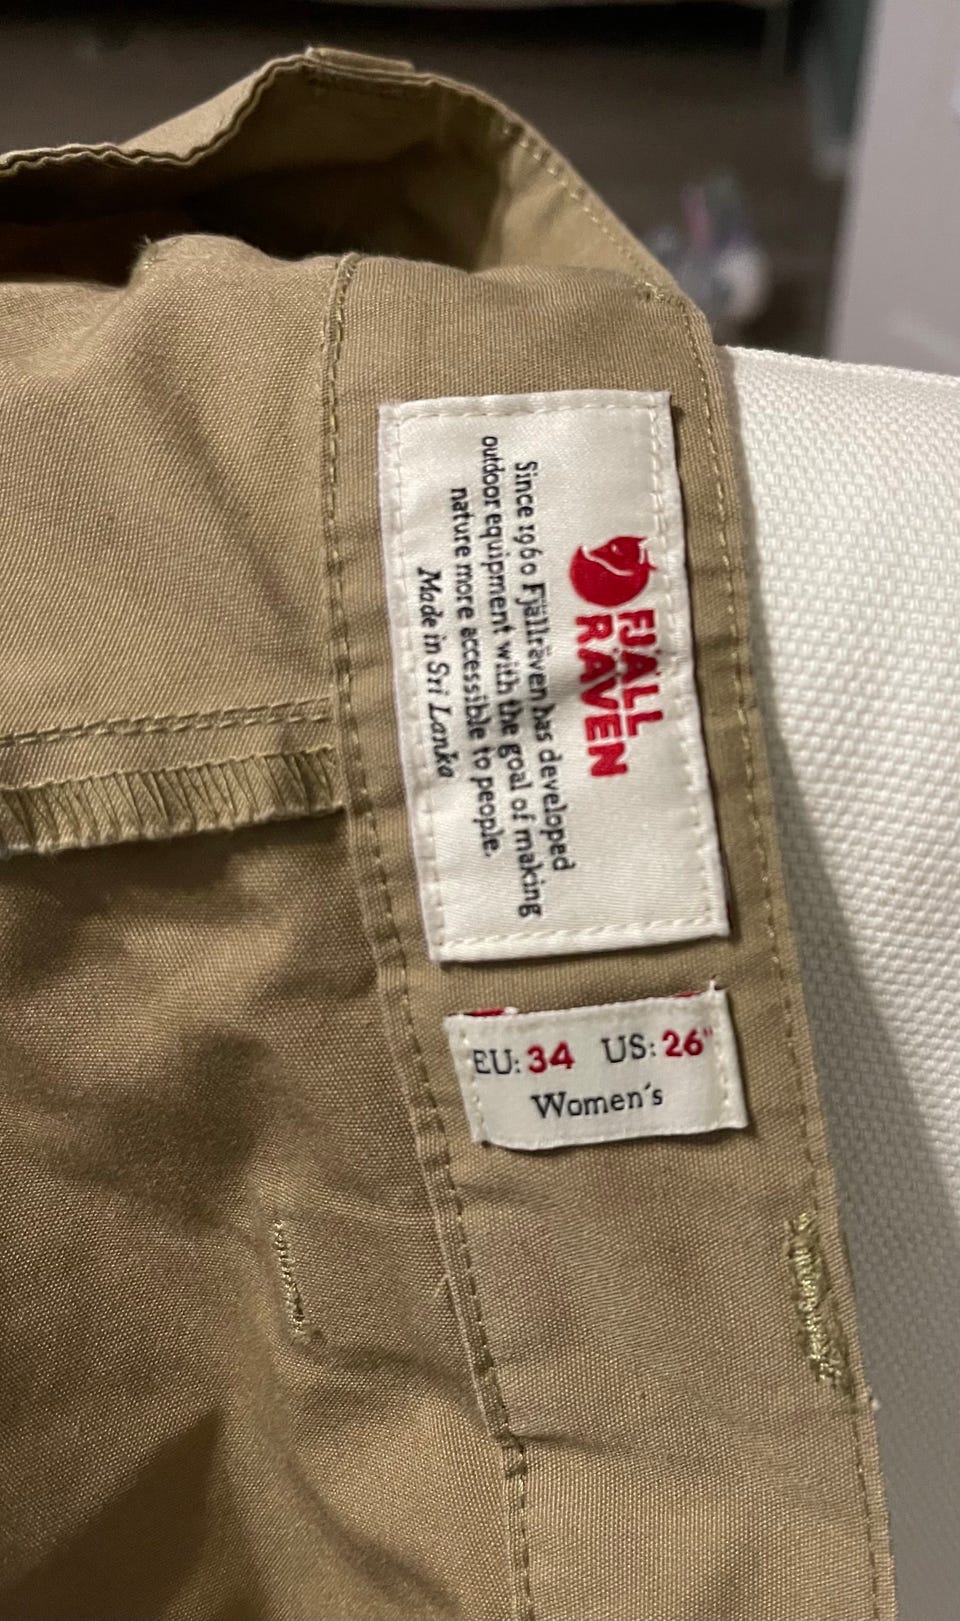 FJÄLL
RÄVEN
Since 1960 Fjällräven has developed
outdoor equipment with the goal of making
nature more accessible to people.
Made in Sri Lanka
EU: 34 US: 26"
Women´s